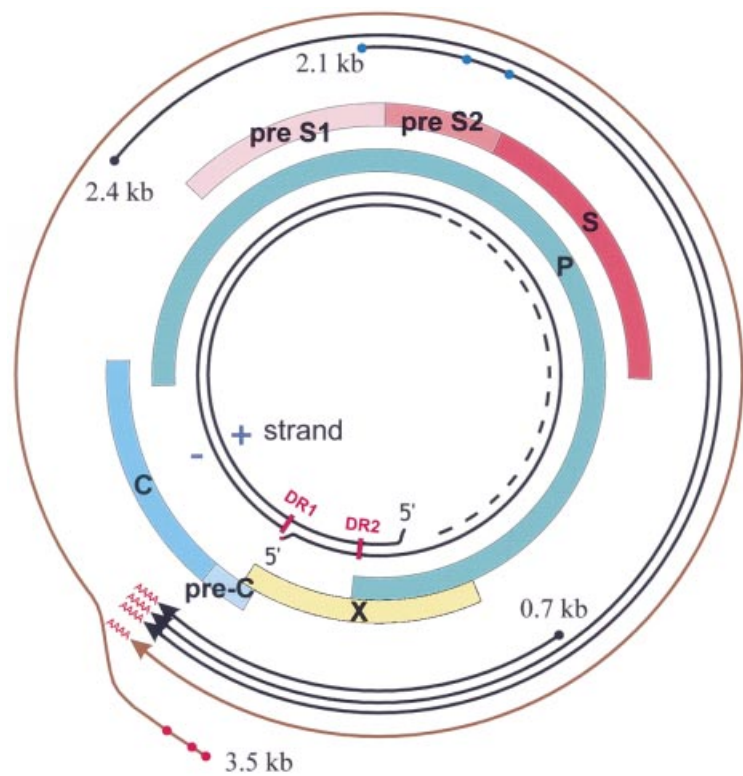 2.1 kb
pre S1
pre S2
2.4 kb
S
P
+ strand
-
C
DR1
DR2
5'
5'
pre-C
X
AAAA
AAAA
AAAA
AAAA
0.7 kb
3.5 kb